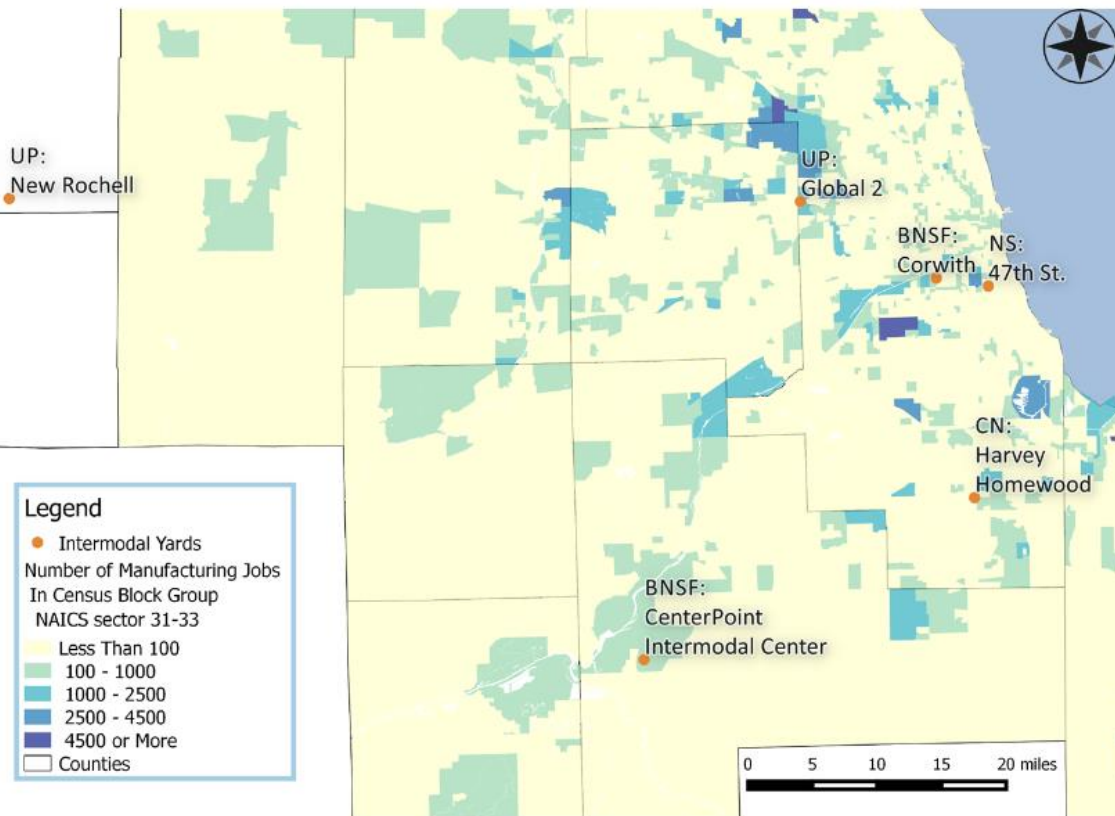 UP:
New Rochell
UP:
Global 2
BNSF:
Corwith
NS:
47th St.
CN:
Harvey
Homewood
BNSF:
CenterPoint
Intermodal Center
Legend
Intermodal Yards
Number of Manufacturing Jobs
In Census Block Group
NAICS sector 31-33
Less Than 100
100 - 1000
1000 - 2500
2500 - 4500
4500 or More
Counties
0 5 10 15 20 miles